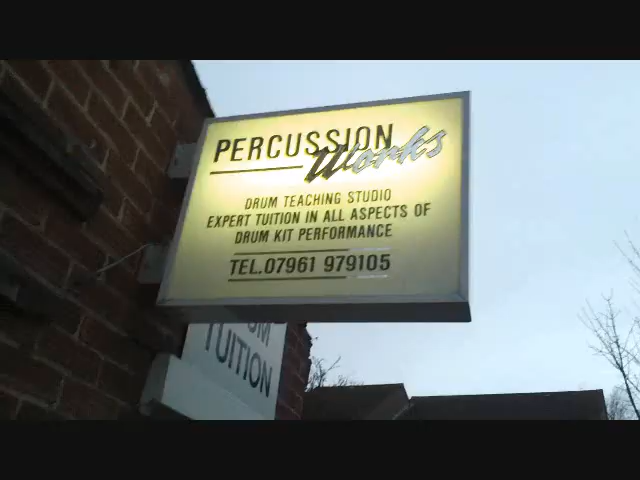 PERCUSSION
Works
DRUM TEACHING STUDIO
EXPERT TUITION IN ALL ASPECTS OF
DRUM KIT PERFORMANCE
TEL.07961 979105
TUITION